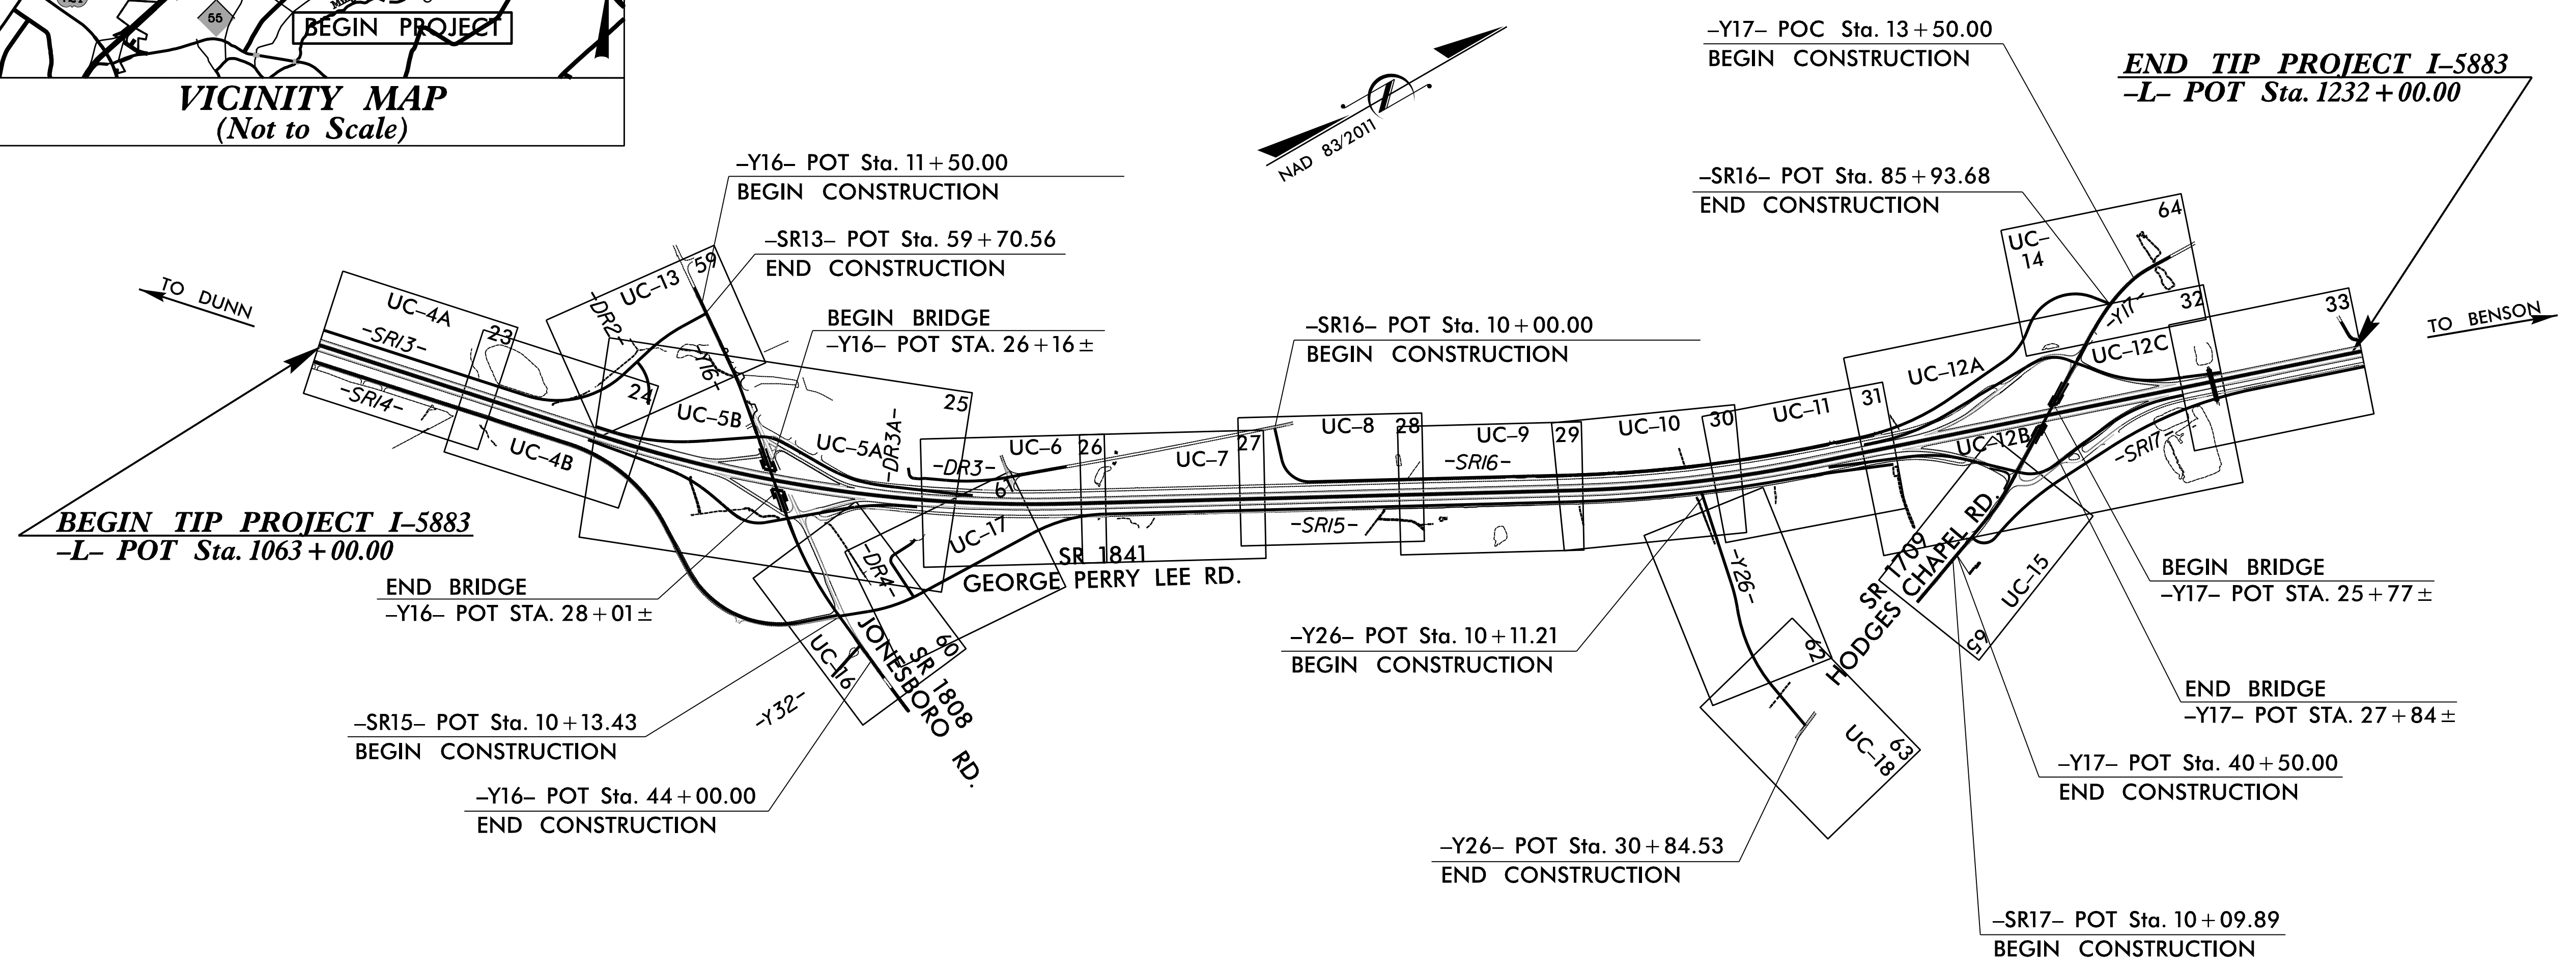 55
BEGIN PROJECT
VICINITY MAP
(Not to Scale)
NAD 83/2011
–Y17– POC Sta. 13+50.00
BEGIN CONSTRUCTION
END TIP PROJECT I–5883
–L– POT Sta. 1232+00.00
–Y16– POT Sta. 11+50.00
BEGIN CONSTRUCTION
–SR16– POT Sta. 85+93.68
END CONSTRUCTION
–SR13– POT Sta. 59+70.56
END CONSTRUCTION
BEGIN BRIDGE
–Y16– POT STA. 26+16±
–SR16– POT Sta. 10+00.00
BEGIN CONSTRUCTION
TO DUNN
TO BENSON
UC–4A
–SR13–
23
–SR14–
UC–4B
UC–13
59
–DR2–
–Y16–
24
UC–5B
25
UC–5A
–DR3A–
–DR3–
UC–6
26
61
UC–17
UC–7
27
UC–8
28
–SR15–
UC–9
29
–SR16–
UC–10
30
UC–11
31
UC–12A
UC–12B
UC–12C
32
33
UC–
14
64
–Y17–
–SR17–
BEGIN TIP PROJECT I–5883
–L– POT Sta. 1063+00.00
SR 1841
GEORGE PERRY LEE RD.
–DR4–
UC–16
60
SR 1808
JONESBORO RD.
–Y32–
–Y26–
62
UC–18
63
SR 1709
HODGES CHAPEL RD.
UC–15
65
END BRIDGE
–Y16– POT STA. 28+01±
BEGIN BRIDGE
–Y17– POT STA. 25+77±
–Y26– POT Sta. 10+11.21
BEGIN CONSTRUCTION
END BRIDGE
–Y17– POT STA. 27+84±
–SR15– POT Sta. 10+13.43
BEGIN CONSTRUCTION
–Y17– POT Sta. 40+50.00
END CONSTRUCTION
–Y16– POT Sta. 44+00.00
END CONSTRUCTION
–Y26– POT Sta. 30+84.53
END CONSTRUCTION
–SR17– POT Sta. 10+09.89
BEGIN CONSTRUCTION